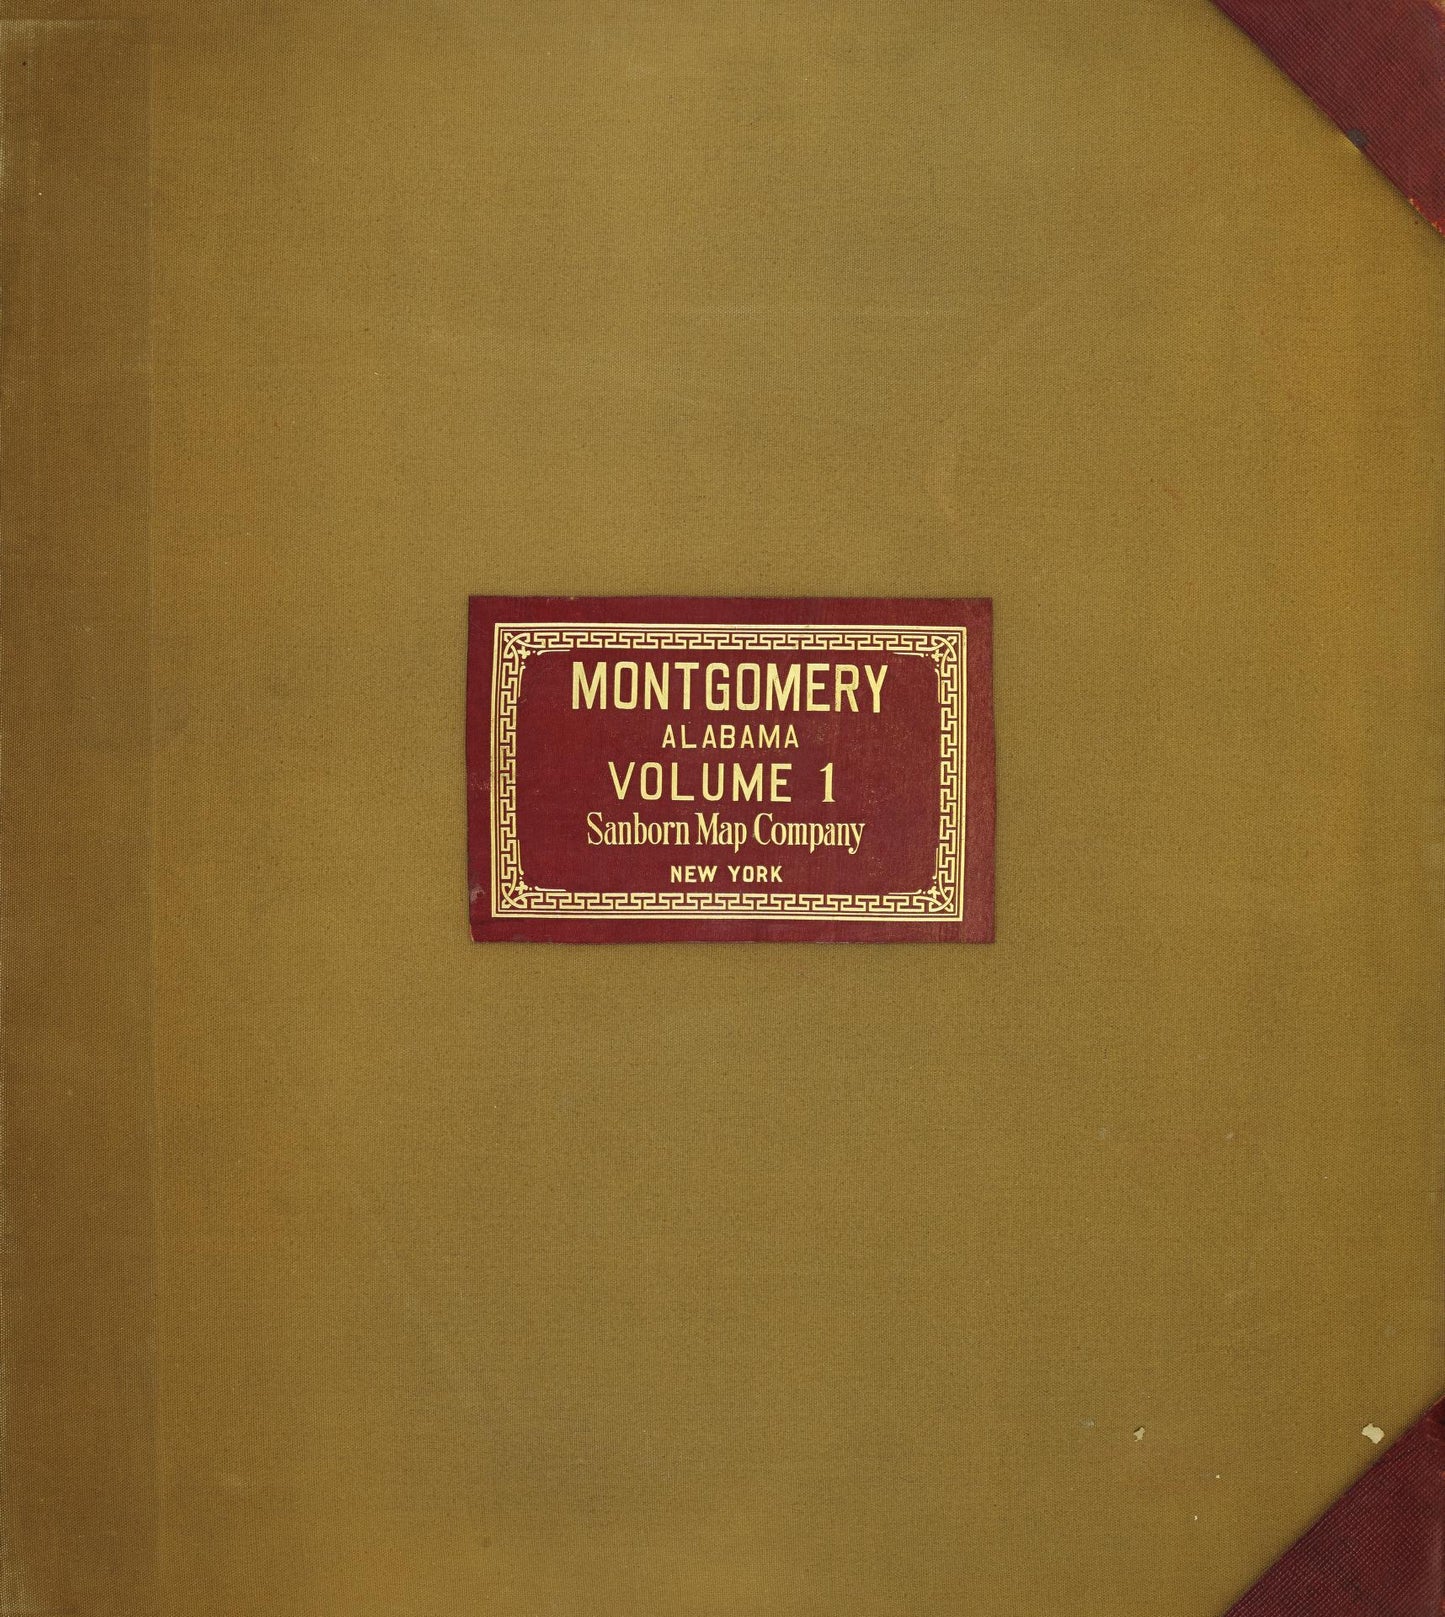 MONTGOMERY
ALABAMA
VOLUME 1
Sanborn Map Company
NEW YORK